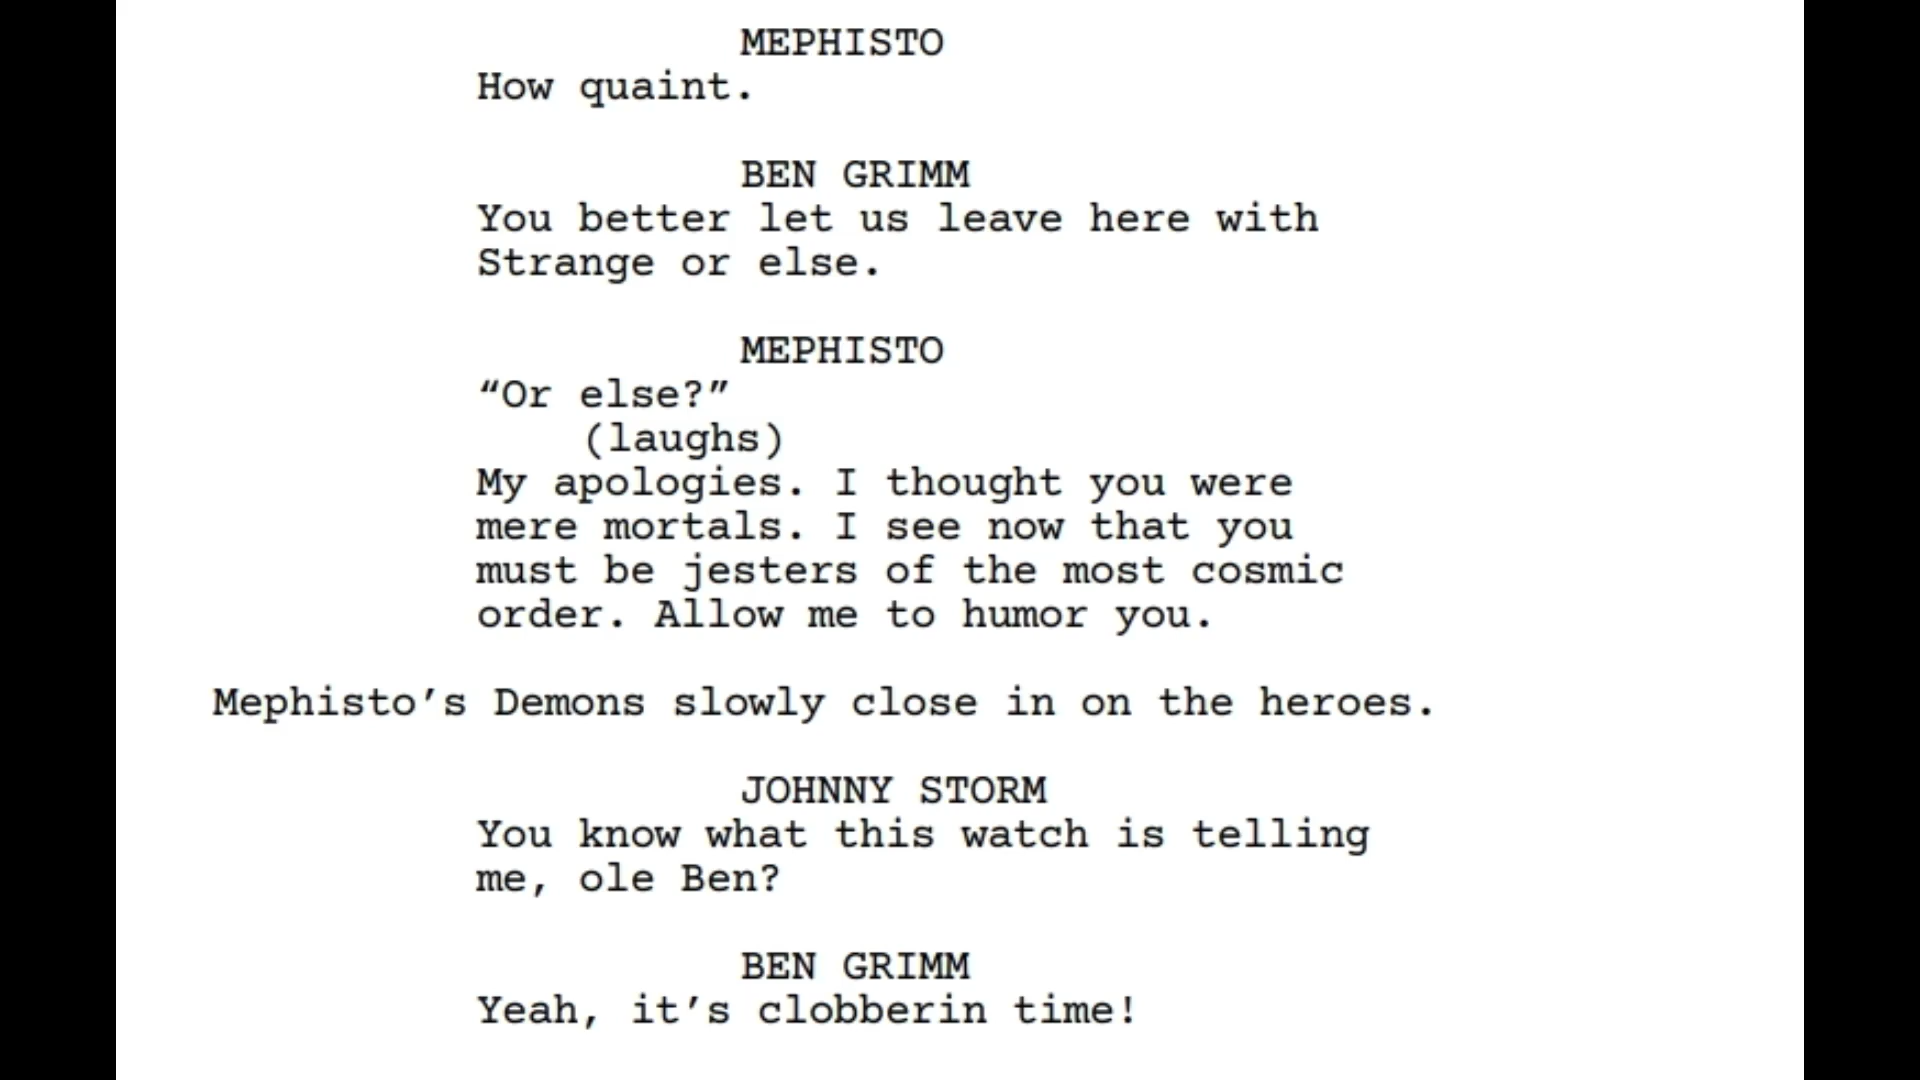 MEPHISTO
How quaint.
BEN GRIMM
You better let us leave here with
Strange or else.
MEPHISTO
“Or else?”
(laughs)
My apologies. I thought you were
mere mortals. I see now that you
must be jesters of the most cosmic
order. Allow me to humor you.
Mephisto’s Demons slowly close in on the heroes.
JOHNNY STORM
You know what this watch is telling
me, ole Ben?
BEN GRIMM
Yeah, it’s clobberin time!